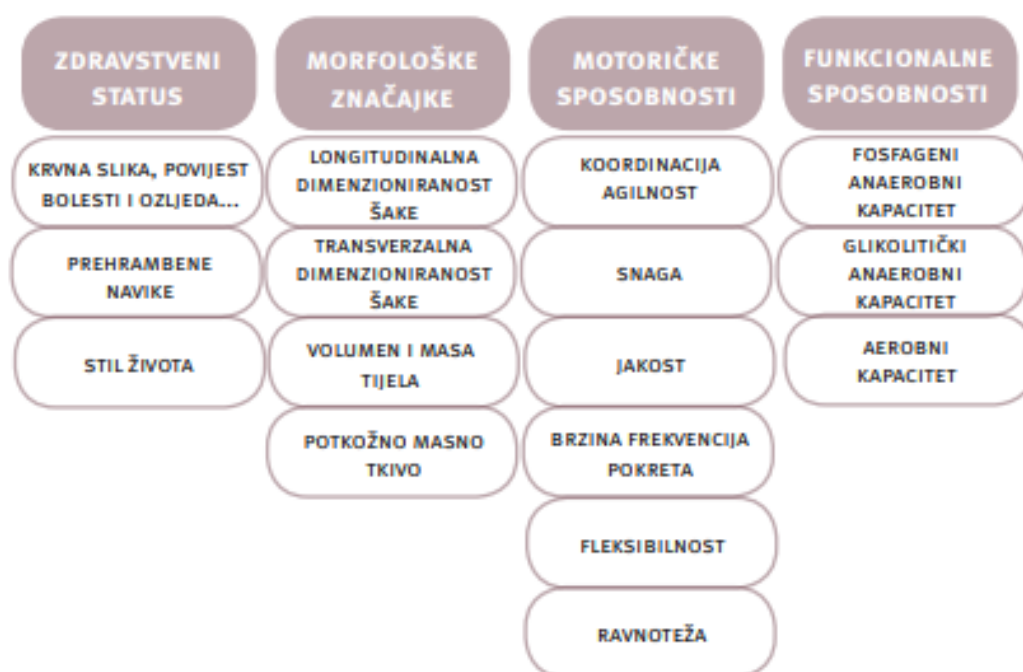 ZDRAVSTVENI
STATUS
KRVNA SLIKA, POVIJEST
BOLESTI I OZLJEDA...
PREHRAMBENE
NAVIKE
STIL ŽIVOTA
MORFOLOŠKE
ZNAČAJKE
LONGITUDINALNA
DIMENZIONIRANOST
ŠAKE
TRANSVERZALNA
DIMENZIONIRANOST
ŠAKE
VOLUMEN I MASA
TIJELA
POTKOŽNO MASNO
TKIVO
MOTORIČKE
SPOSOBNOSTI
KOORDINACIJA
AGILNOST
SNAGA
JAKOST
BRZINA FREKVENCIJA
POKRETA
FLEKSIBILNOST
RAVNOTEŽA
FUNKCIONALNE
SPOSOBNOSTI
FOSFAGENI
ANAEROBNI
KAPACITET
GLIKOLITIČKI
ANAEROBNI
KAPACITET
AEROBNI
KAPACITET